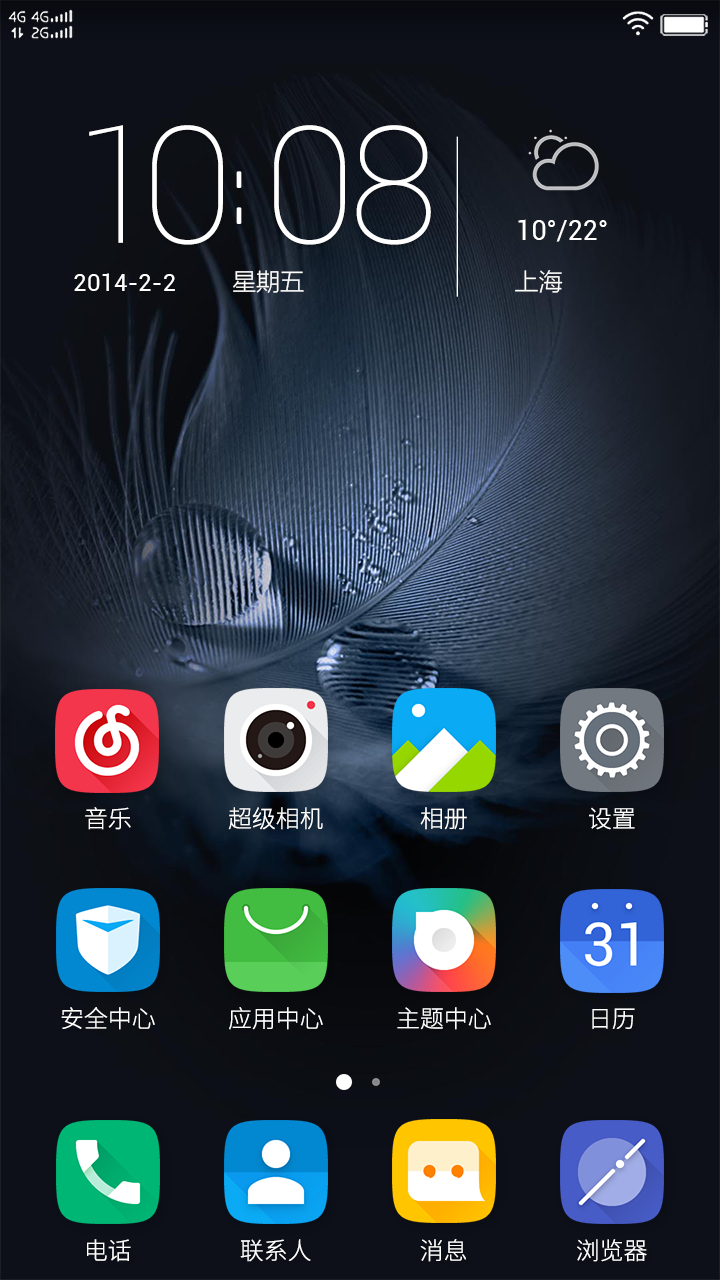 4G 4G
2G
10:08
10°/22°
2014-2-2 星期五 上海
音乐 超级相机 相册 设置
31
安全中心 应用中心 主题中心 日历
电话 联系人 消息 浏览器